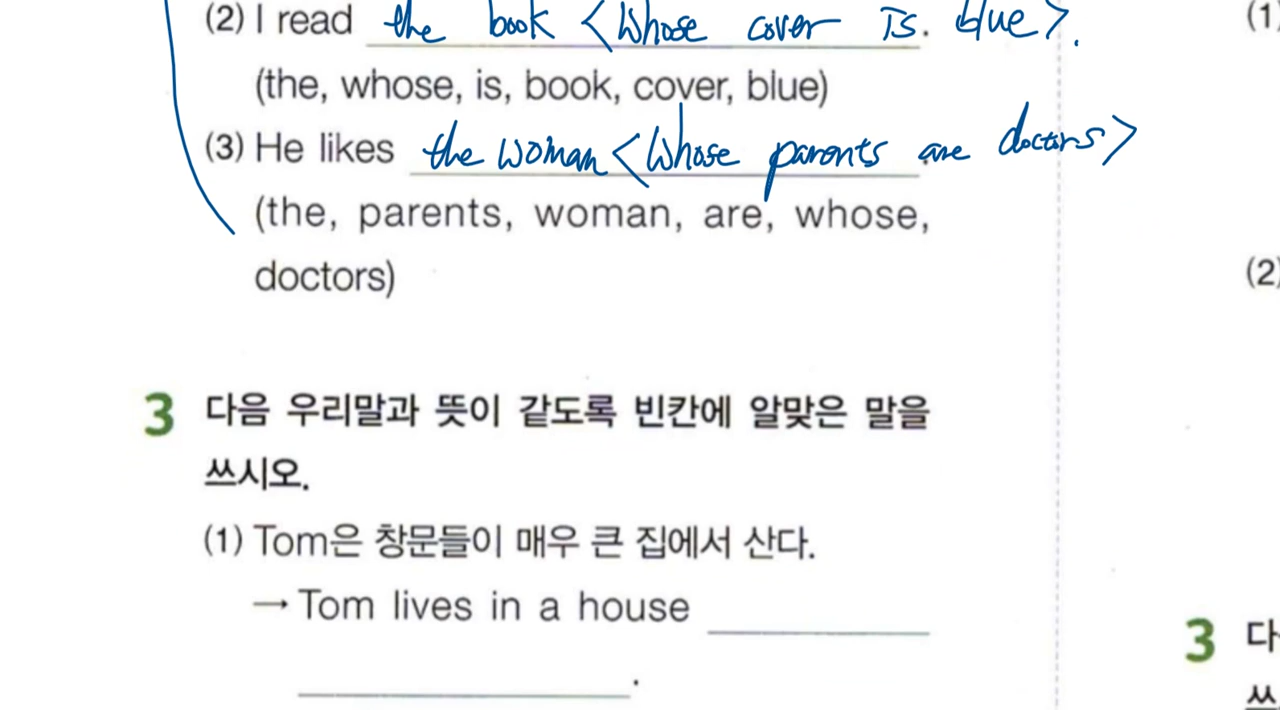 (2) I read the book <whose cover is. blue>.
(the, whose, is, book, cover, blue)
(3) He likes the woman <whose parents are doctors>
(the, parents, woman, are, whose,
doctors)
3 다음 우리말과 뜻이 같도록 빈칸에 알맞은 말을
쓰시오.
(1) Tom은 창문들이 매우 큰 집에서 산다.
→ Tom lives in a house
.
(1)
(2)
3 다
쓰